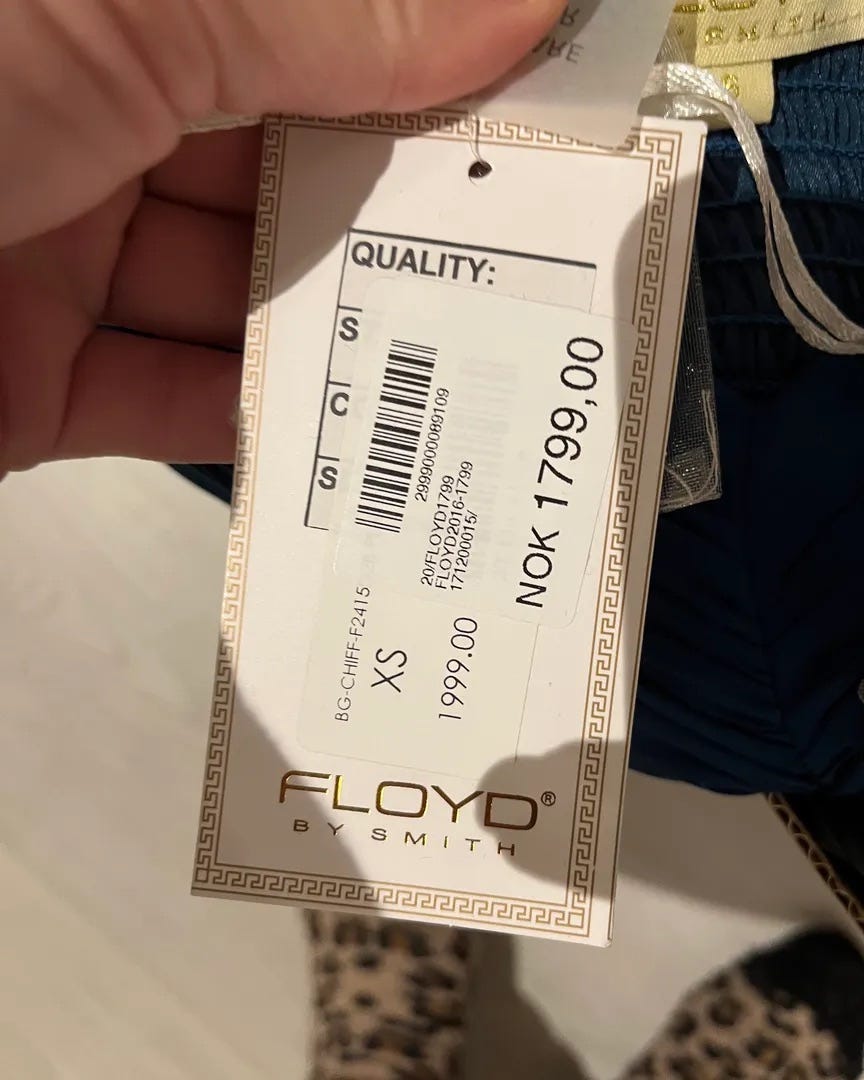 QUALITY:
S
C
S
2999000089109
20/FLOYD1799
FLOYD2016-1799
171200015/
NOK 1799,00
BG-CHIFF-F2415
XS
1999.00
FLOYD®
BY SMITH